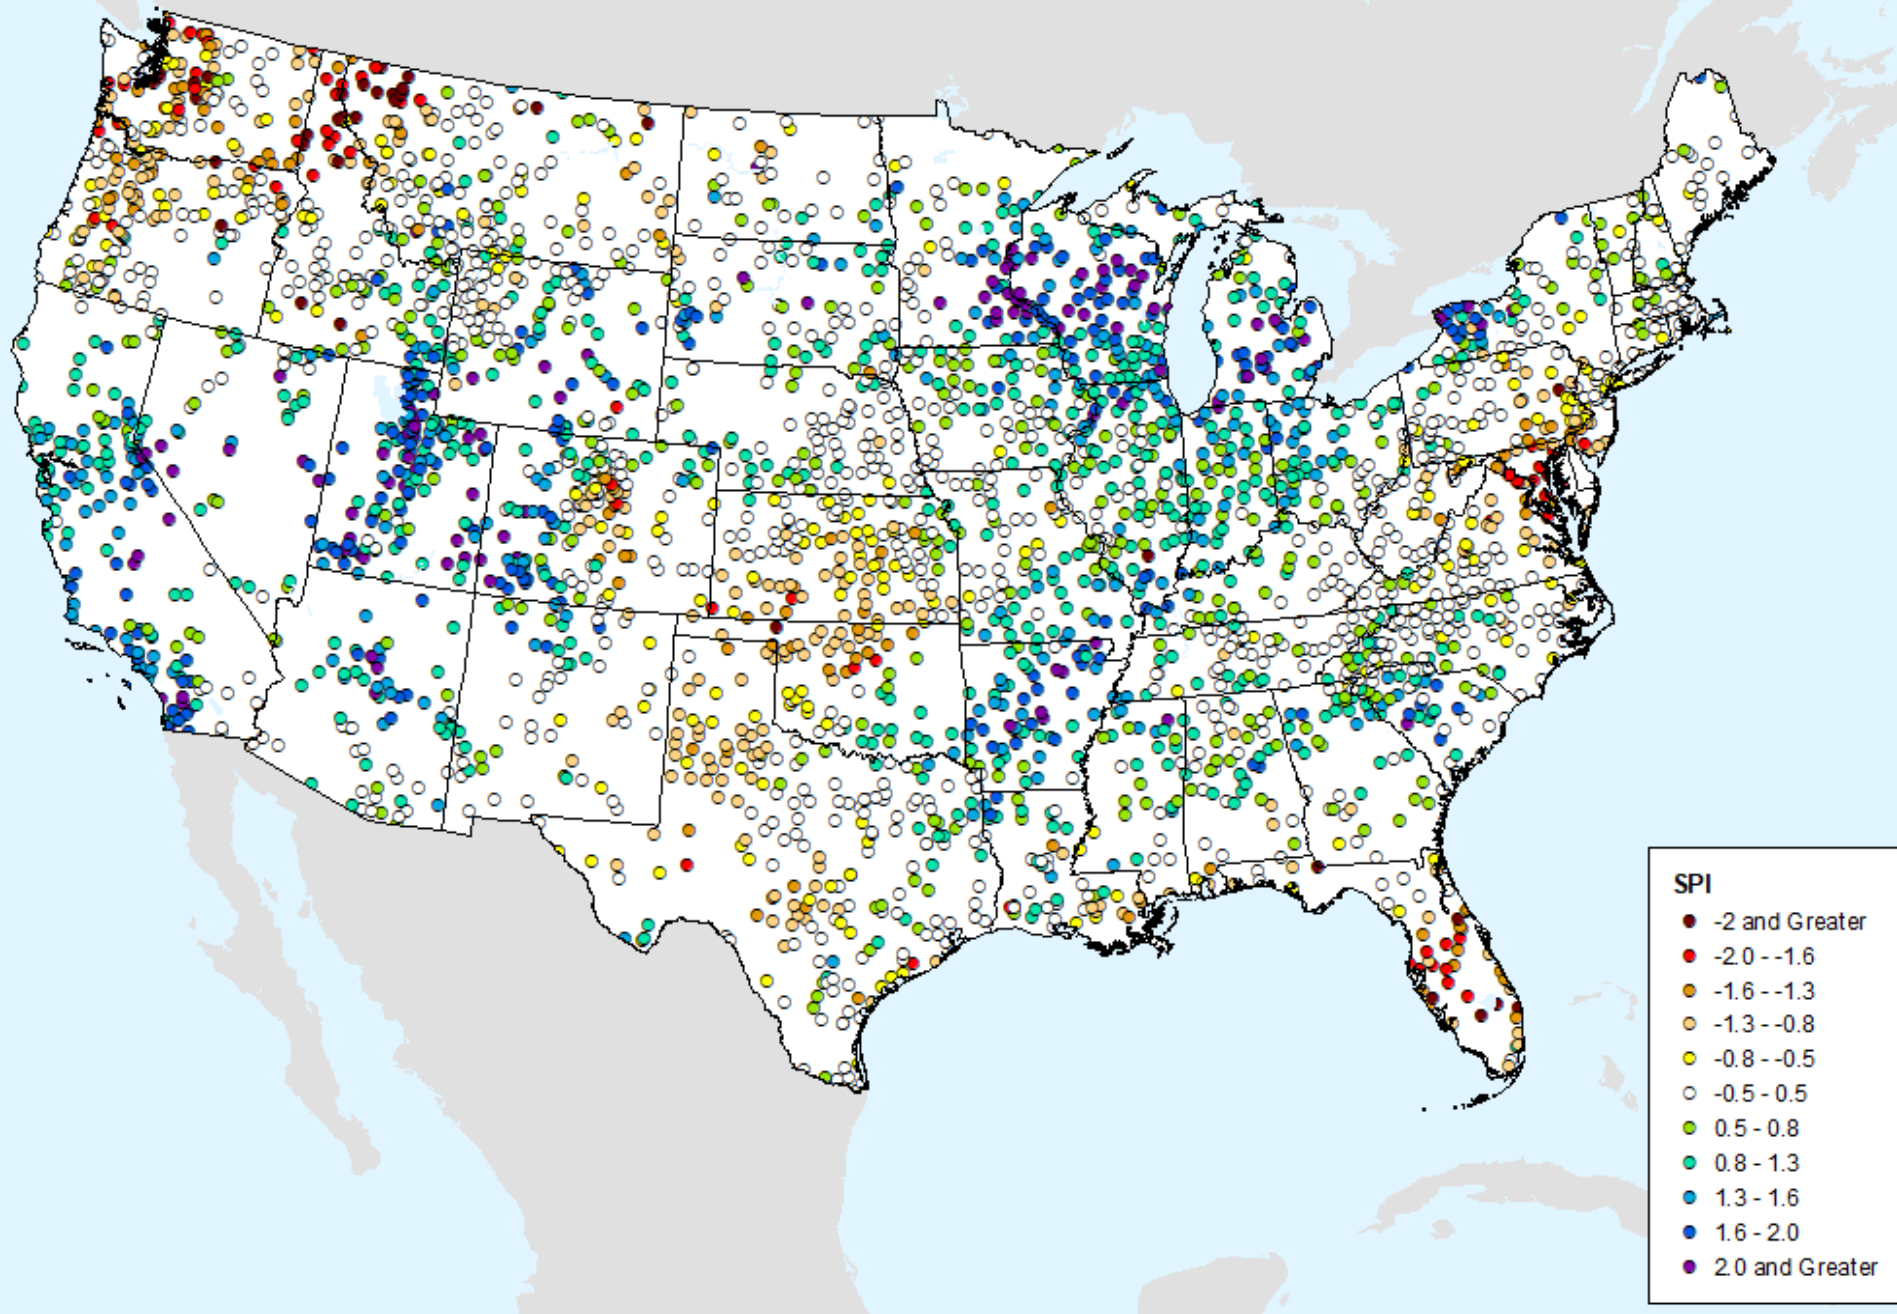 SPI
-2 and Greater
-2.0 - -1.6
-1.6 - -1.3
-1.3 - -0.8
-0.8 - -0.5
-0.5 - 0.5
0.5 - 0.8
0.8 - 1.3
1.3 - 1.6
1.6 - 2.0
2.0 and Greater